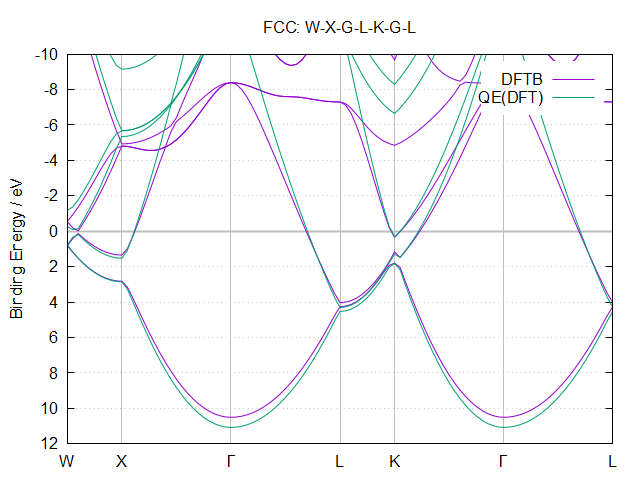 FCC: W-X-G-L-K-G-L
DFTB
QE(DFT)
Binding Energy / eV
-10
-8
-6
-4
-2
0
2
4
6
8
10
12
W X Γ L K Γ L